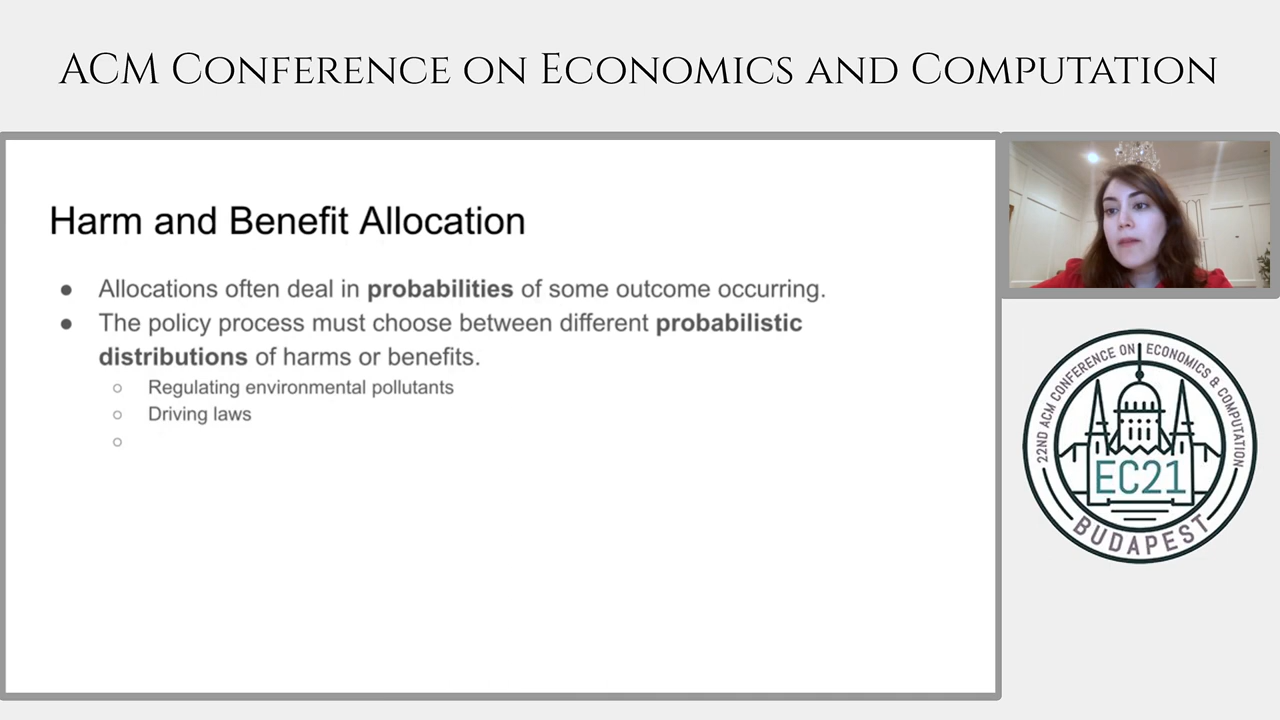 ACM Conference on Economics and Computation
Harm and Benefit Allocation
● Allocations often deal in probabilities of some outcome occurring.
● The policy process must choose between different probabilistic
distributions of harms or benefits.
○ Regulating environmental pollutants
○ Driving laws
○
22ND ACM CONFERENCE ON ECONOMICS & COMPUTATION
EC21
BUDAPEST